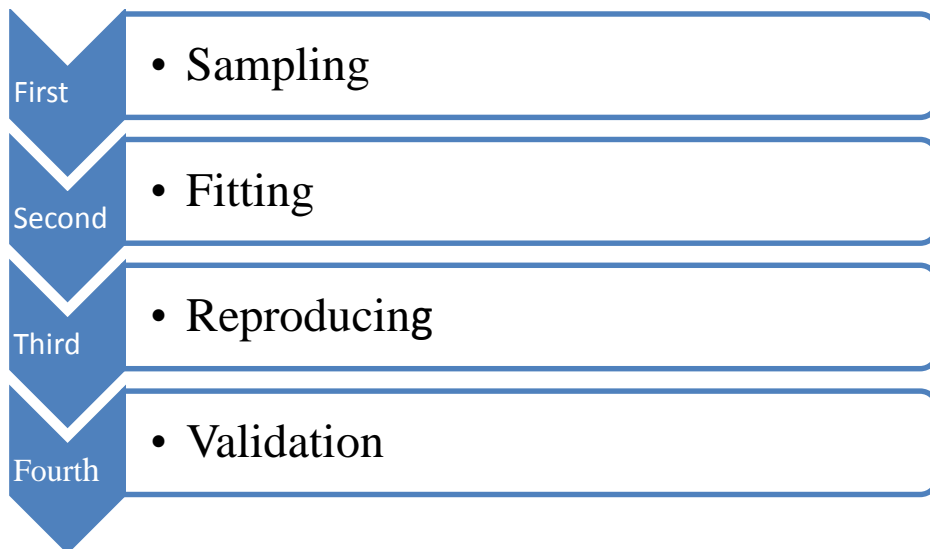 First
• Sampling
Second
• Fitting
Third
• Reproducing
Fourth
• Validation